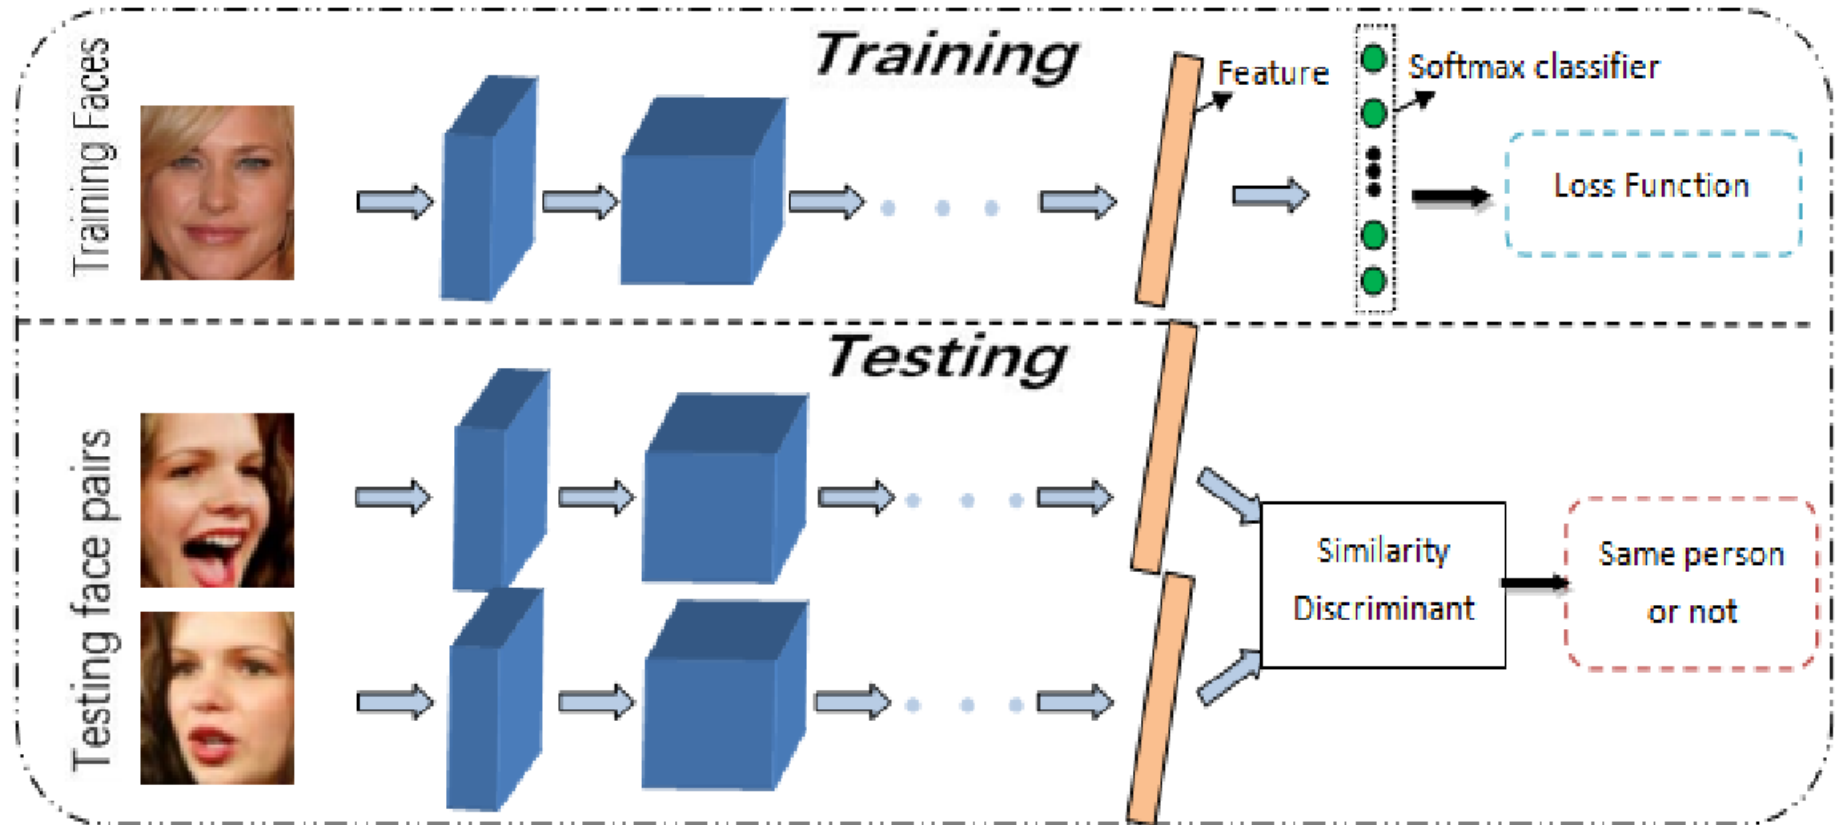 Training
Training Faces
Feature
Softmax classifier
Loss Function
Testing
Testing face pairs
Similarity
Discriminant
Same person
or not